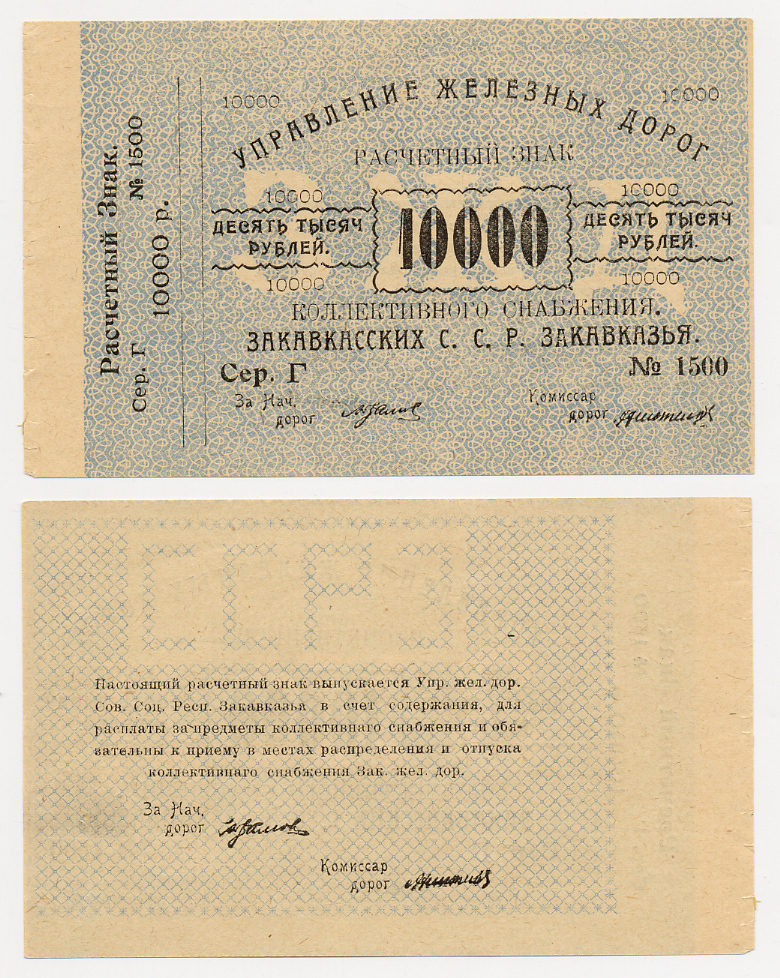 Расчетный Знак.
№ 1500
Сер. Г 10000 р.
10000 10000
УПРАВЛЕНИЕ ЖЕЛЕЗНЫХ ДОРОГ
РАСЧЕТНЫЙ ЗНАК
10000 10000
ДЕСЯТЬ ТЫСЯЧ
РУБЛЕЙ.
10000
ДЕСЯТЬ ТЫСЯЧ
РУБЛЕЙ.
10000 10000
КОЛЛЕКТИВНОГО СНАБЖЕНИЯ.
ЗАКАВКАССКИХ С. С. Р. ЗАКАВКАЗЬЯ.
Сер. Г № 1500
За Нач. дорог
Комиссар дорог
С С Р З
Настоящий расчетный знак выпускается Упр. жел. дор.
Сов. Соц. Респ. Закавказья в счет содержания, для
расплаты за предметы коллективнаго снабжения и обя-
зательны к приему в местах распределения и отпуска
коллективнаго снабжения Зак. жел. дор.
За Нач.
дорог
Комиссар
дорог